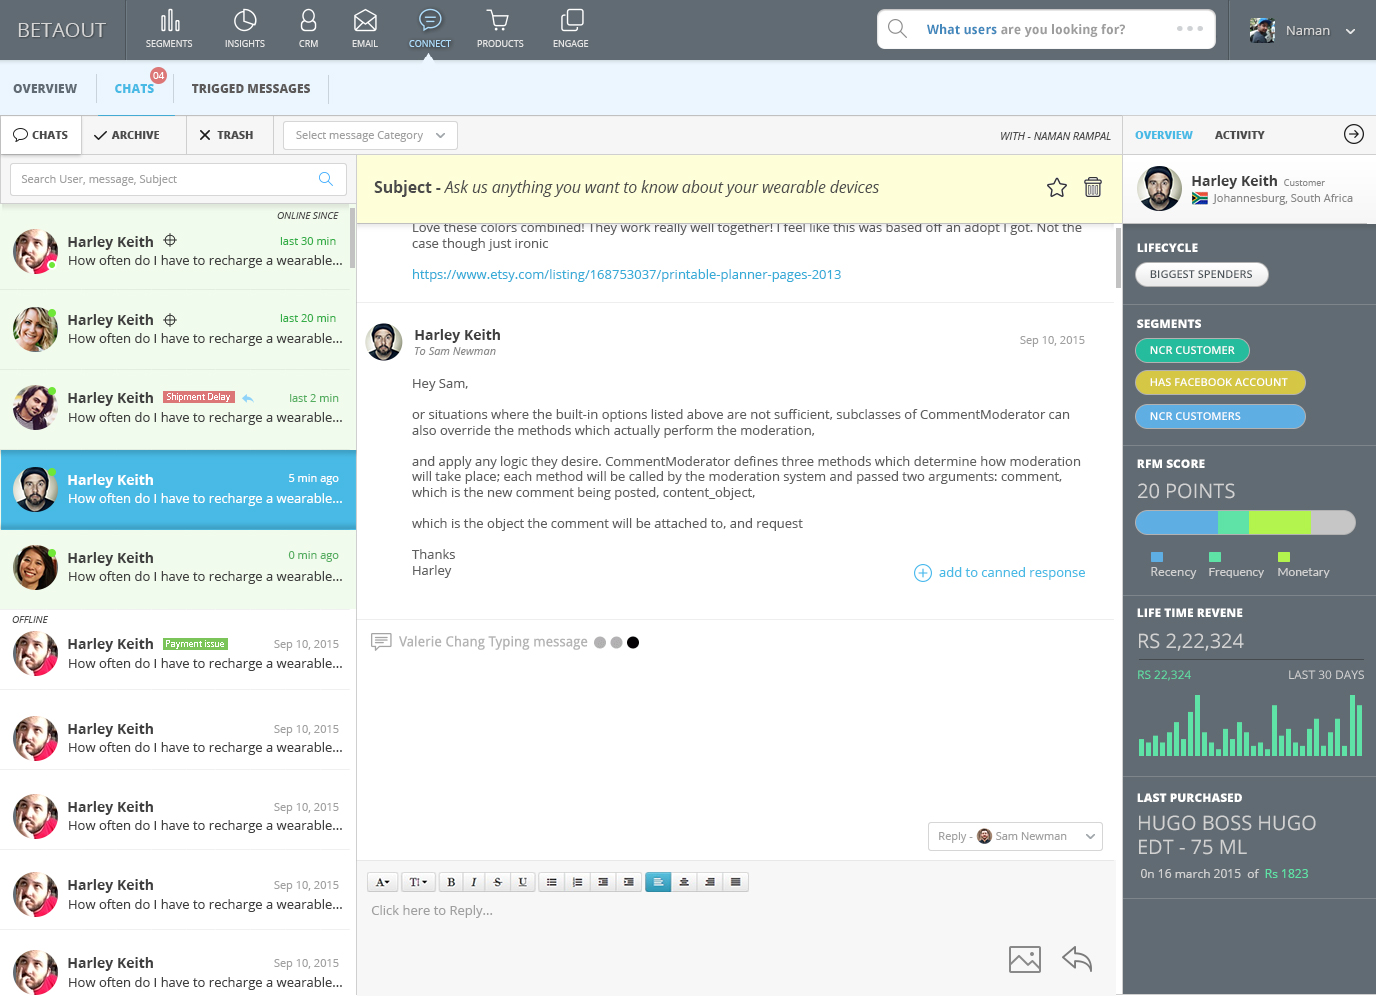 BETAOUT
SEGMENTS
INSIGHTS
CRM
EMAIL
CONNECT
PRODUCTS
ENGAGE
What users are you looking for?
Naman
OVERVIEW
CHATS
04
TRIGGED MESSAGES
CHATS
ARCHIVE
TRASH
Select message Category
WITH - NAMAN RAMPAL
OVERVIEW
ACTIVITY
Search User, message, Subject
ONLINE SINCE
Harley Keith
last 30 min
How often do I have to recharge a wearable...
Harley Keith
last 20 min
How often do I have to recharge a wearable...
Harley Keith
Shipment Delay
last 2 min
How often do I have to recharge a wearable...
Harley Keith
5 min ago
How often do I have to recharge a wearable...
Harley Keith
0 min ago
How often do I have to recharge a wearable...
OFFLINE
Harley Keith
Payment issue
Sep 10, 2015
How often do I have to recharge a wearable...
Harley Keith
Sep 10, 2015
How often do I have to recharge a wearable...
Harley Keith
Sep 10, 2015
How often do I have to recharge a wearable...
Harley Keith
Sep 10, 2015
How often do I have to recharge a wearable...
Harley Keith
Sep 10, 2015
How often do I have to recharge a wearable...
Subject - Ask us anything you want to know about your wearable devices
Love these colors combined! They work really well together! I feel like this was based off an adopt I got. Not the
case though just ironic
https://www.etsy.com/listing/168753037/printable-planner-pages-2013
Harley Keith
To Sam Newman
Sep 10, 2015
Hey Sam,
or situations where the built-in options listed above are not sufficient, subclasses of CommentModerator can
also override the methods which actually perform the moderation,
and apply any logic they desire. CommentModerator defines three methods which determine how moderation
will take place; each method will be called by the moderation system and passed two arguments: comment,
which is the new comment being posted, content_object,
which is the object the comment will be attached to, and request
Thanks
Harley
add to canned response
Valerie Chang Typing message
Reply - Sam Newman
A
T
B
I
S
U
Click here to Reply...
Harley Keith Customer
Johannesburg, South Africa
LIFECYCLE
BIGGEST SPENDERS
SEGMENTS
NCR CUSTOMER
HAS FACEBOOK ACCOUNT
NCR CUSTOMERS
RFM SCORE
20 POINTS
Recency
Frequency
Monetary
LIFE TIME REVENE
RS 2,22,324
RS 22,324
LAST 30 DAYS
LAST PURCHASED
HUGO BOSS HUGO
EDT - 75 ML
0n 16 march 2015 of Rs 1823